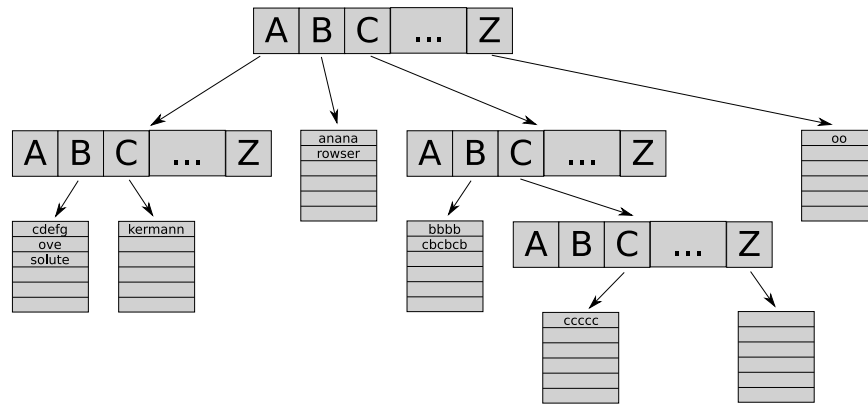 A B C ... Z
A B C ... Z
anana
rowser
A B C ... Z
oo
cdefg
ove
solute
kermann
bbbb
cbcbcb
A B C ... Z
ccccc